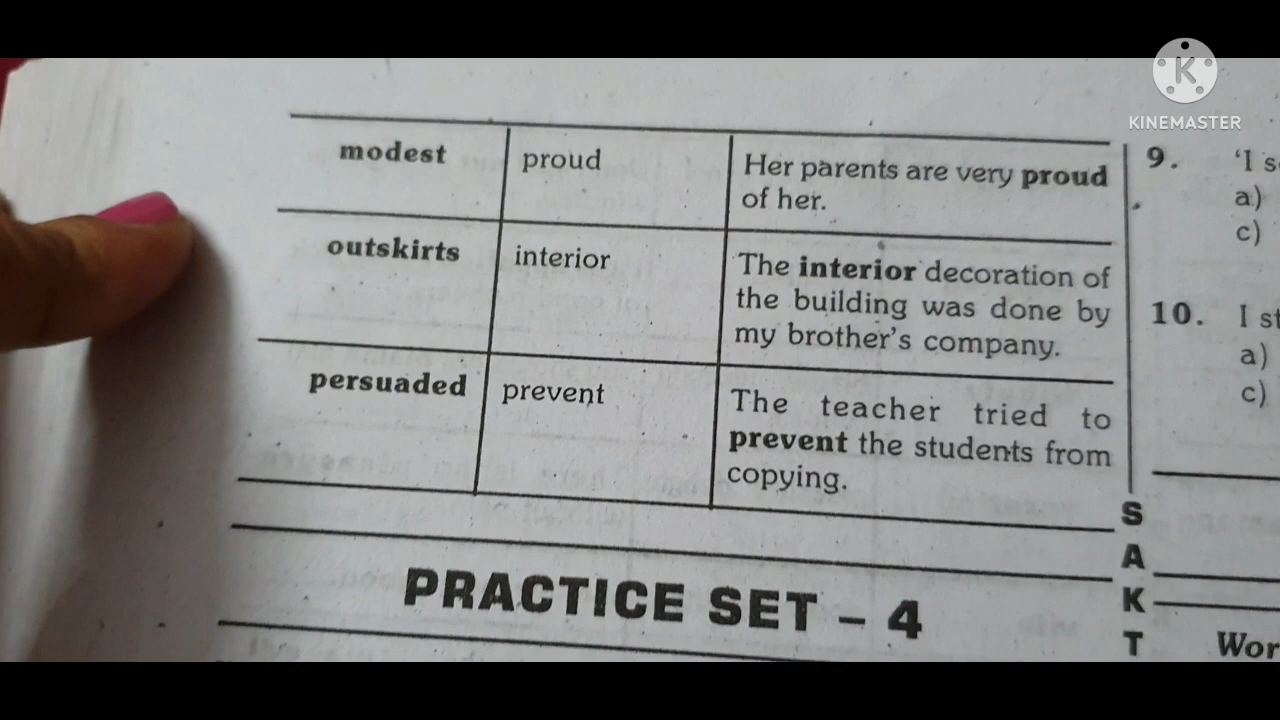 KINEMASTER
modest
proud
Her parents are very proud
of her.
outskirts
interior
The interior decoration of
the building was done by
my brother's company.
persuaded
prevent
The teacher tried to
prevent the students from
copying.
PRACTICE SET – 4
9.
a)
c)
10.
a)
c)
S
A
K
T